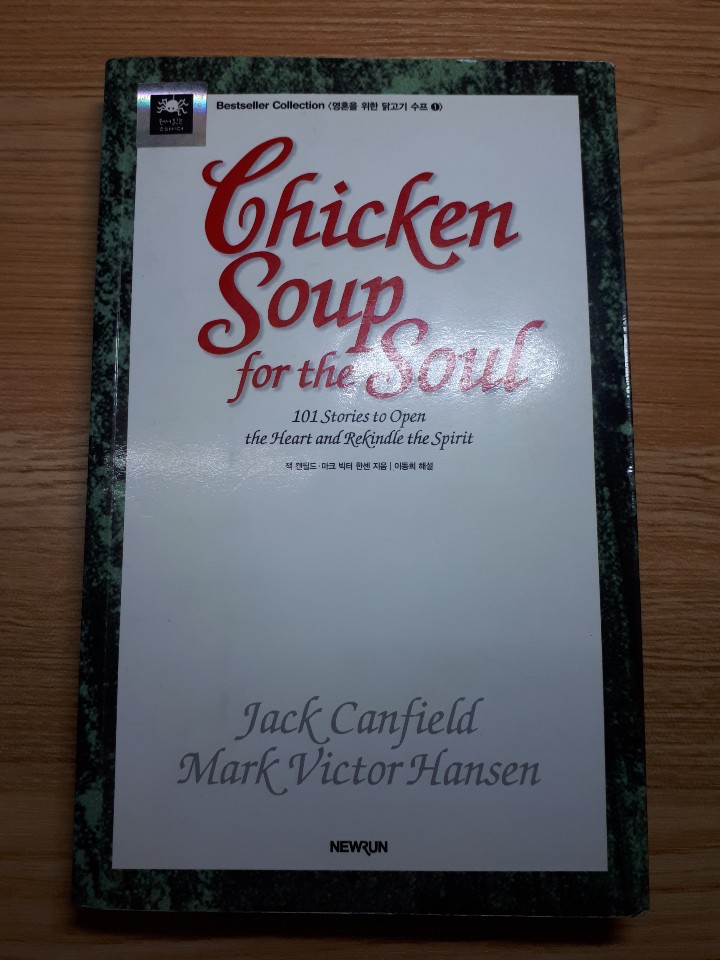 Bestseller Collection 〈영혼을 위한 닭고기 수프 ❶〉
Chicken
Soup
for the Soul
101 Stories to Open
the Heart and Rekindle the Spirit
잭 캔필드 · 마크 빅터 한센 지음 | 이동희 해설
Jack Canfield
Mark Victor Hansen
NEWRUN